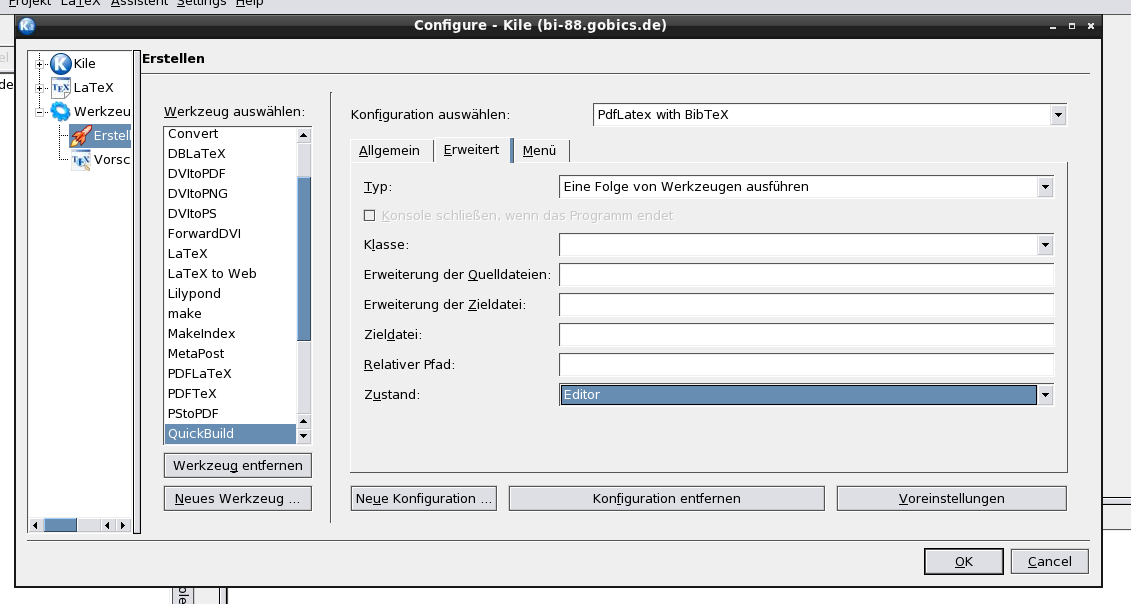 Projekt LaTeX Assistent Settings Help
Configure - Kile (bi-88.gobics.de)
el
de
Kile
LaTeX
Werkzeu
Erstell
Vorsc
Erstellen
Werkzeug auswählen:
Convert
DBLaTeX
DVItoPDF
DVItoPNG
DVItoPS
ForwardDVI
LaTeX
LaTeX to Web
Lilypond
make
MakeIndex
MetaPost
PDFLaTeX
PDFTeX
PStoPDF
QuickBuild
Werkzeug entfernen
Neues Werkzeug ...
Konfiguration auswählen: PdfLatex with BibTeX
Allgemein Erweitert Menü
Typ: Eine Folge von Werkzeugen ausführen
Konsole schließen, wenn das Programm endet
Klasse:
Erweiterung der Quelldateien:
Erweiterung der Zieldatei:
Zieldatei:
Relativer Pfad:
Zustand: Editor
Neue Konfiguration ... Konfiguration entfernen Voreinstellungen
OK Cancel